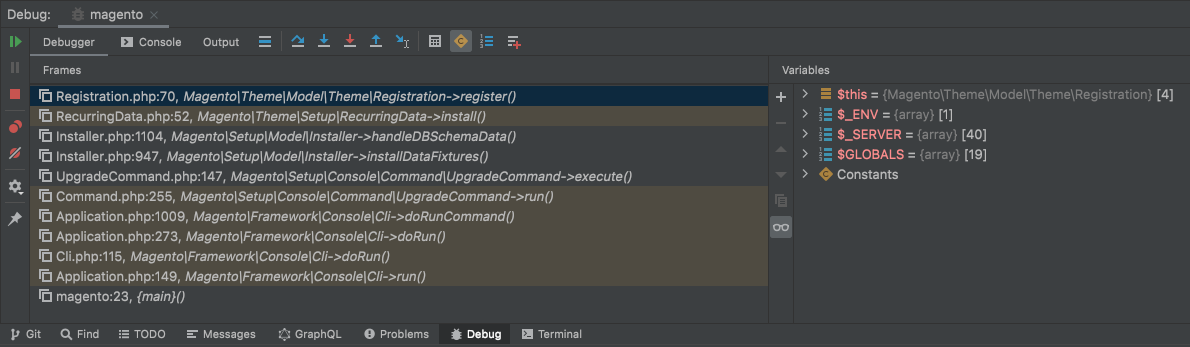 Debug: magento
Debugger Console Output
Frames
Registration.php:70, Magento\Theme\Model\Theme\Registration->register()
RecurringData.php:52, Magento\Theme\Setup\RecurringData->install()
Installer.php:1104, Magento\Setup\Model\Installer->handleDBSchemaData()
Installer.php:947, Magento\Setup\Model\Installer->installDataFixtures()
UpgradeCommand.php:147, Magento\Setup\Console\Command\UpgradeCommand->execute()
Command.php:255, Magento\Setup\Console\Command\UpgradeCommand->run()
Application.php:1009, Magento\Framework\Console\Cli->doRunCommand()
Application.php:273, Magento\Framework\Console\Cli->doRun()
Cli.php:115, Magento\Framework\Console\Cli->doRun()
Application.php:149, Magento\Framework\Console\Cli->run()
magento:23, {main}()
Variables
$this = {Magento\Theme\Model\Theme\Registration} [4]
$_ENV = {array} [1]
$_SERVER = {array} [40]
$GLOBALS = {array} [19]
Constants
Git Find TODO Messages GraphQL Problems Debug Terminal